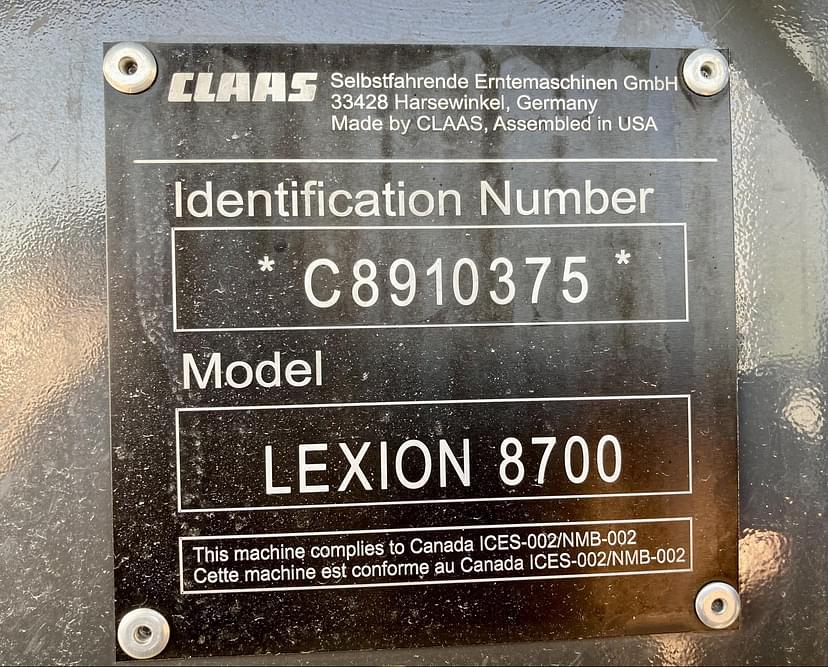 CLAAS Selbstfahrende Erntemaschinen GmbH
33428 Harsewinkel, Germany
Made by CLAAS, Assembled in USA
Identification Number
* C8910375 *
Model
LEXION 8700
This machine complies to Canada ICES-002/NMB-002
Cette machine est conforme au Canada ICES-002/NMB-002